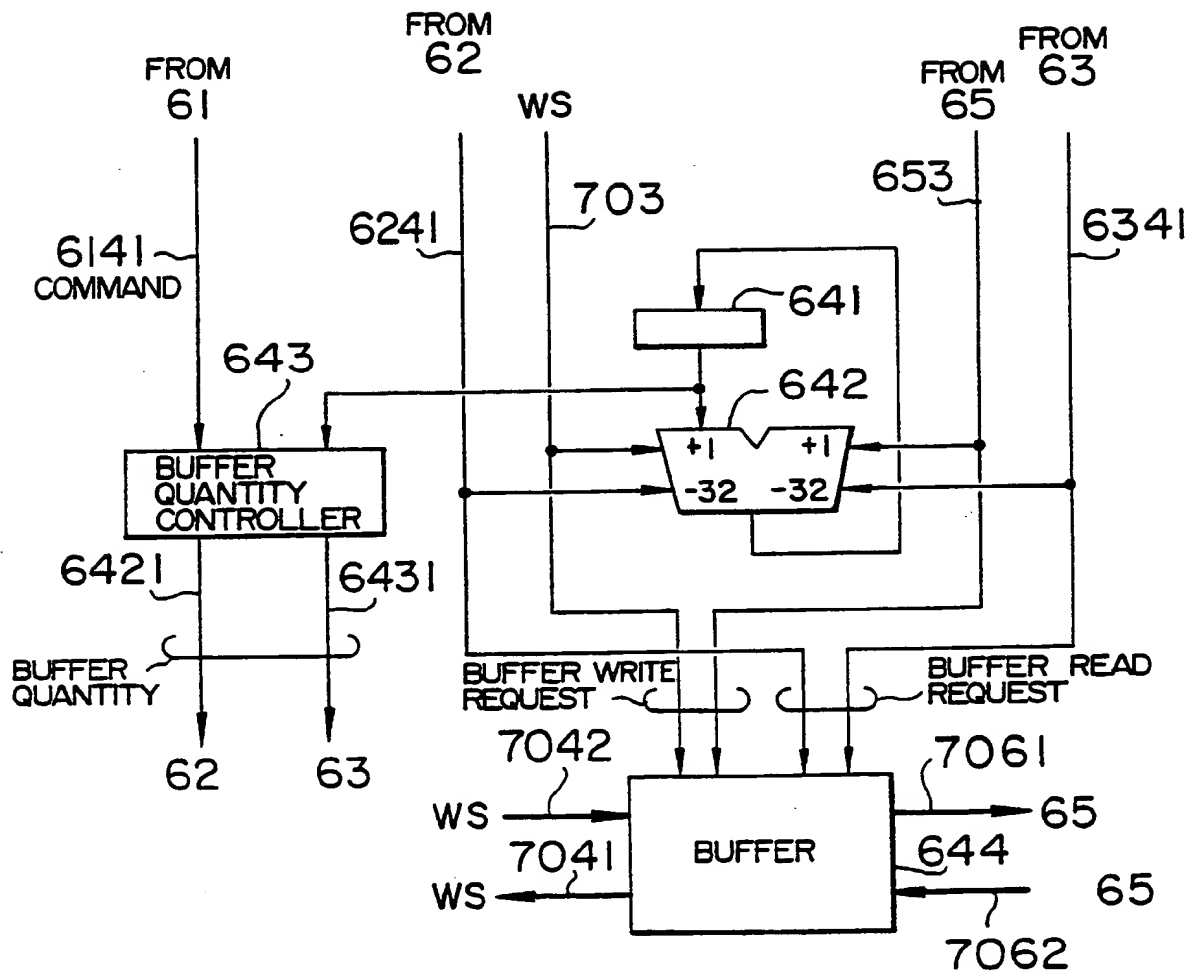 FROM
62
FROM
63
FROM
61
WS
FROM
65
703
653
6241
6341
6141
COMMAND
641
643
642
+1 +1
-32 -32
BUFFER
QUANTITY
CONTROLLER
6421
6431
BUFFER
QUANTITY
BUFFER WRITE
REQUEST
BUFFER READ
REQUEST
62
63
7042
7061
WS
65
BUFFER
7041
644
WS
65
7062